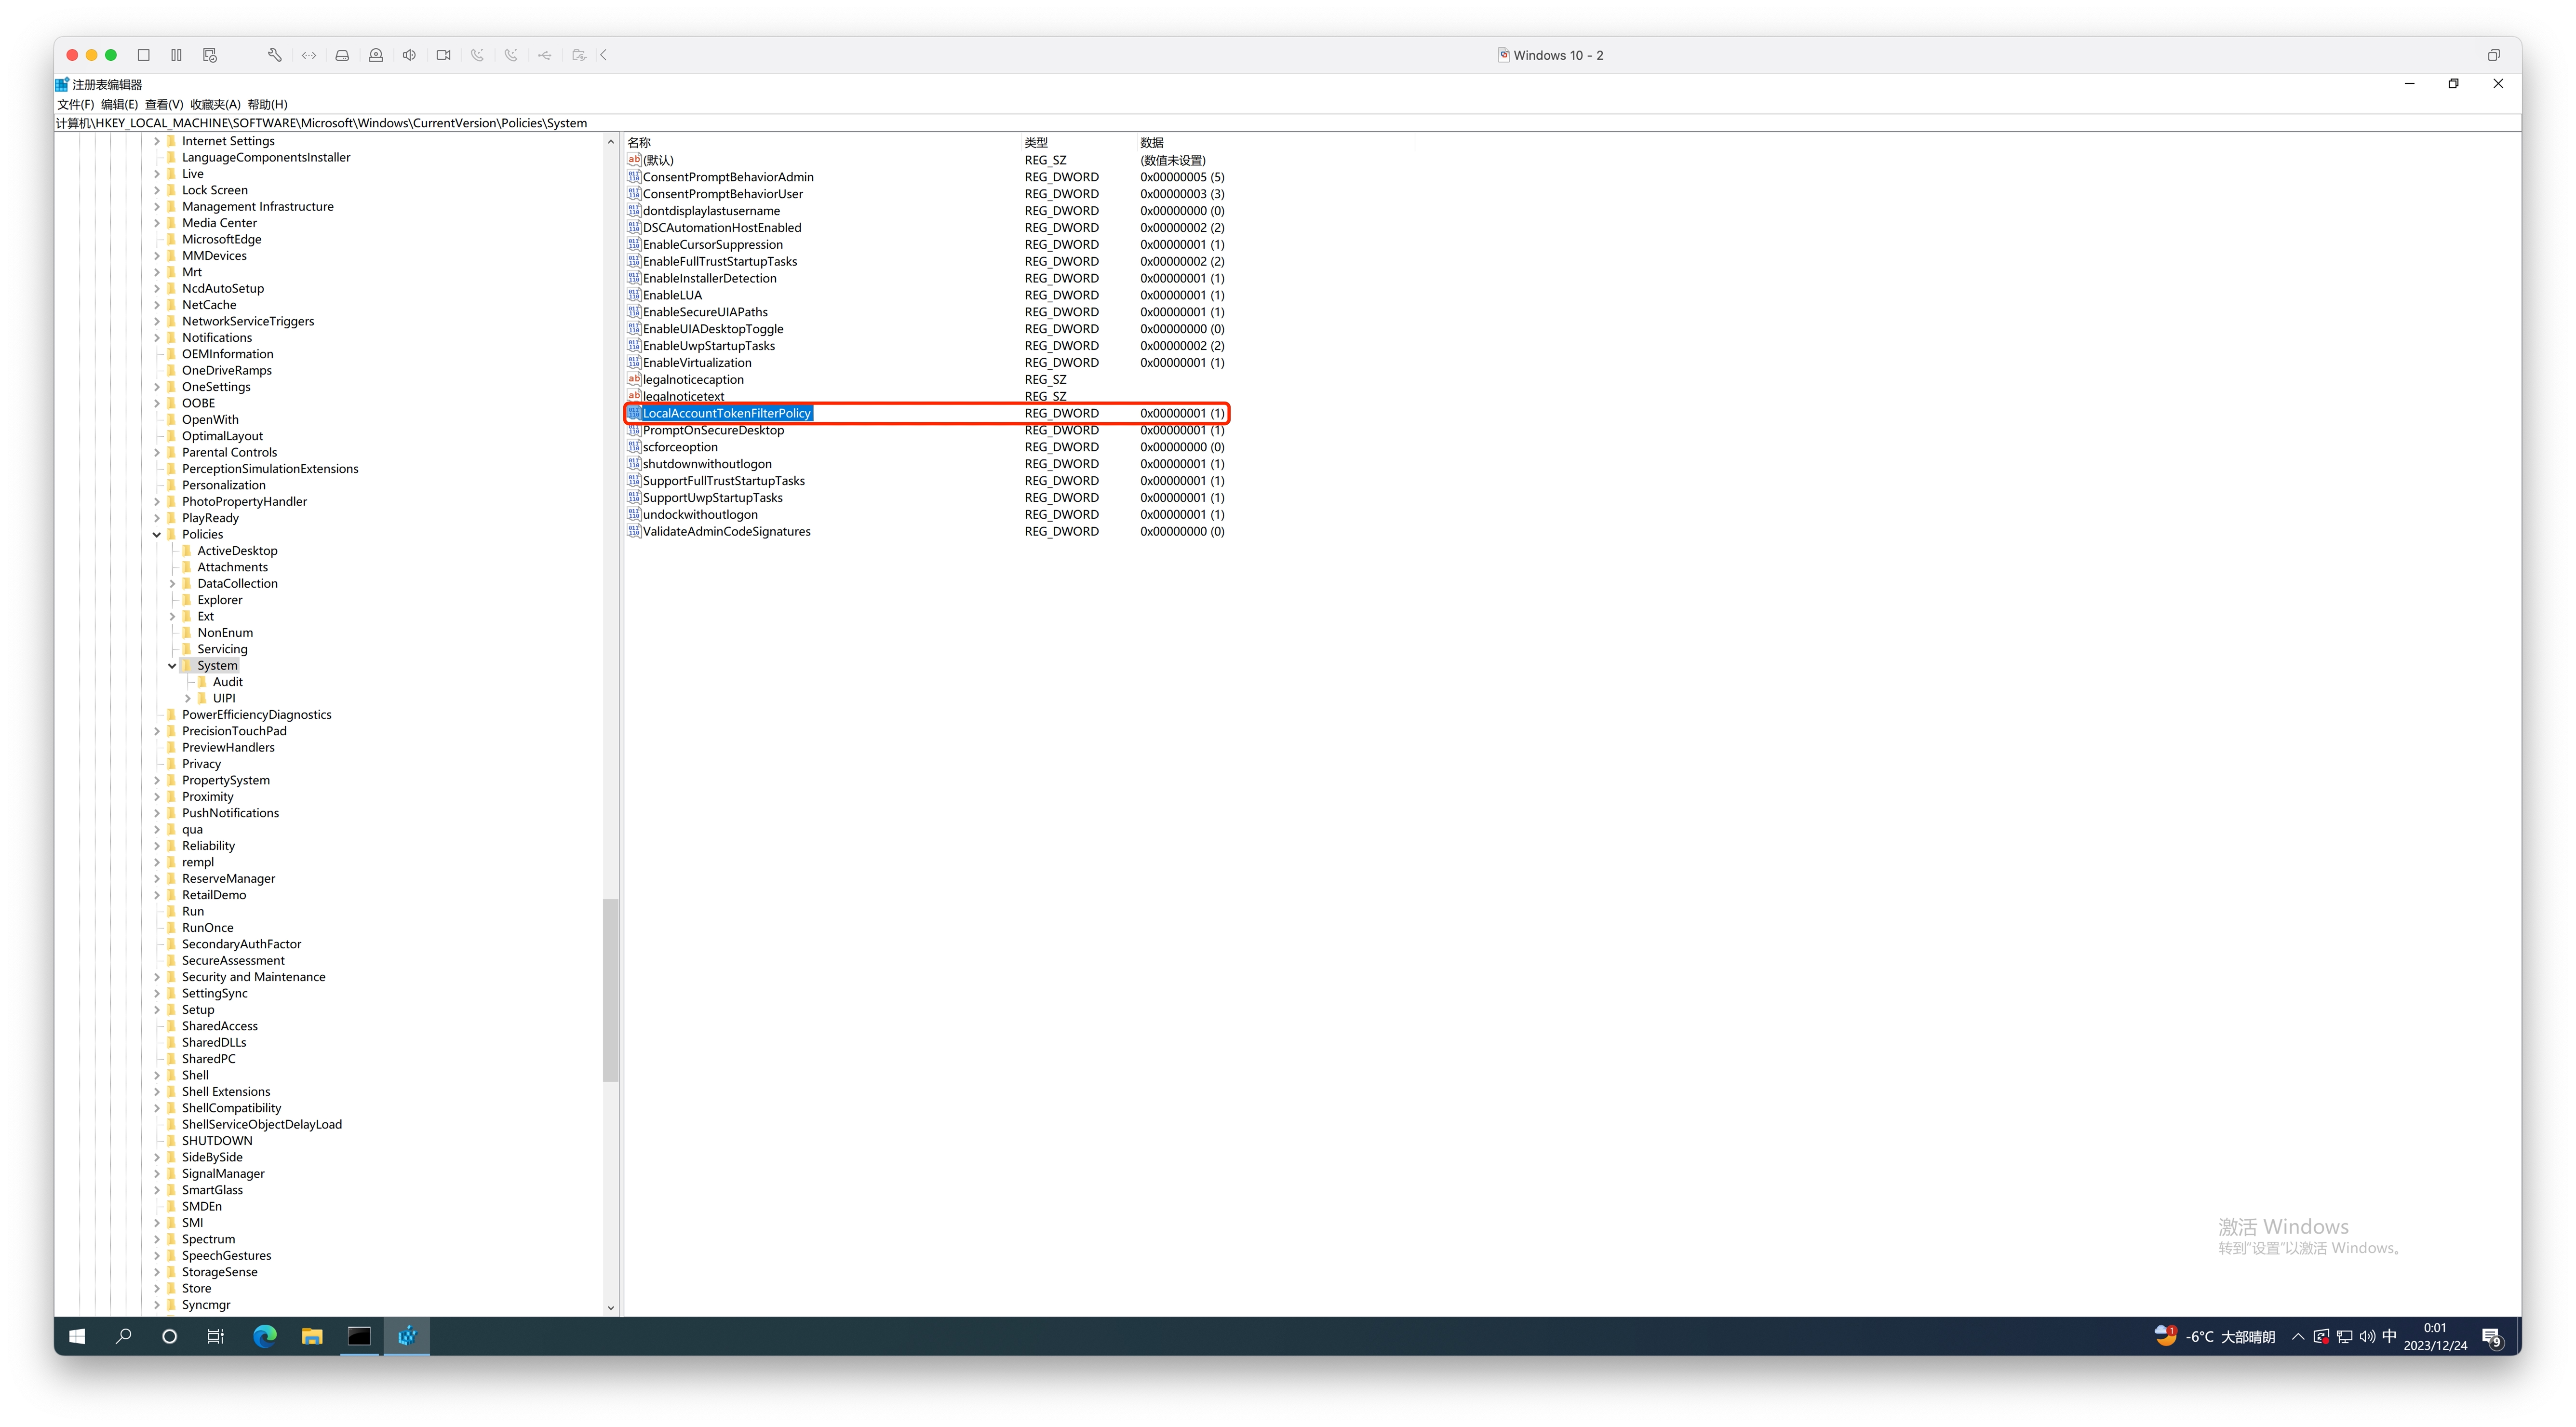 Windows 10 - 2
注册表编辑器
文件(F) 编辑(E) 查看(V) 收藏夹(A) 帮助(H)
计算机\HKEY_LOCAL_MACHINE\SOFTWARE\Microsoft\Windows\CurrentVersion\Policies\System
Internet Settings
LanguageComponentsInstaller
Live
Lock Screen
Management Infrastructure
Media Center
MicrosoftEdge
MMDevices
Mrt
NcdAutoSetup
NetCache
NetworkServiceTriggers
Notifications
OEMInformation
OneDriveRamps
OneSettings
OOBE
OpenWith
OptimalLayout
Parental Controls
PerceptionSimulationExtensions
Personalization
PhotoPropertyHandler
PlayReady
Policies
ActiveDesktop
Attachments
DataCollection
Explorer
Ext
NonEnum
Servicing
System
Audit
UIPI
PowerEfficiencyDiagnostics
PrecisionTouchPad
PreviewHandlers
Privacy
PropertySystem
Proximity
PushNotifications
qua
Reliability
rempl
ReserveManager
RetailDemo
Run
RunOnce
SecondaryAuthFactor
SecureAssessment
Security and Maintenance
SettingSync
Setup
SharedAccess
SharedDLLs
SharedPC
Shell
Shell Extensions
ShellCompatibility
ShellServiceObjectDelayLoad
SHUTDOWN
SideBySide
SignalManager
SmartGlass
SMDEn
SMI
Spectrum
SpeechGestures
StorageSense
Store
Syncmgr
名称 类型 数据
(默认) REG_SZ (数值未设置)
ConsentPromptBehaviorAdmin REG_DWORD 0x00000005 (5)
ConsentPromptBehaviorUser REG_DWORD 0x00000003 (3)
dontdisplaylastusername REG_DWORD 0x00000000 (0)
DSCAutomationHostEnabled REG_DWORD 0x00000002 (2)
EnableCursorSuppression REG_DWORD 0x00000001 (1)
EnableFullTrustStartupTasks REG_DWORD 0x00000002 (2)
EnableInstallerDetection REG_DWORD 0x00000001 (1)
EnableLUA REG_DWORD 0x00000001 (1)
EnableSecureUIAPaths REG_DWORD 0x00000001 (1)
EnableUIADesktopToggle REG_DWORD 0x00000000 (0)
EnableUwpStartupTasks REG_DWORD 0x00000002 (2)
EnableVirtualization REG_DWORD 0x00000001 (1)
legalnoticecaption REG_SZ
legalnoticetext REG_SZ
LocalAccountTokenFilterPolicy REG_DWORD 0x00000001 (1)
PromptOnSecureDesktop REG_DWORD 0x00000001 (1)
scforceoption REG_DWORD 0x00000000 (0)
shutdownwithoutlogon REG_DWORD 0x00000001 (1)
SupportFullTrustStartupTasks REG_DWORD 0x00000001 (1)
SupportUwpStartupTasks REG_DWORD 0x00000001 (1)
undockwithoutlogon REG_DWORD 0x00000001 (1)
ValidateAdminCodeSignatures REG_DWORD 0x00000000 (0)
激活 Windows
转到"设置"以激活 Windows。
1 -6°C 大部晴朗 中 0:01
2023/12/24 9